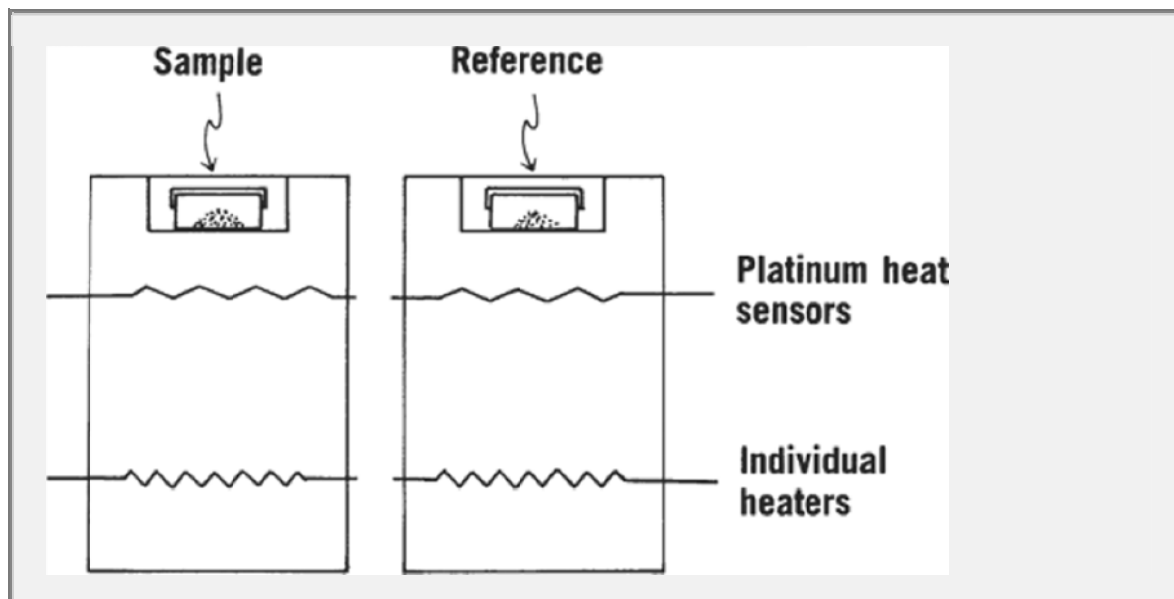 Sample
Reference
Platinum heat
sensors
Individual
heaters